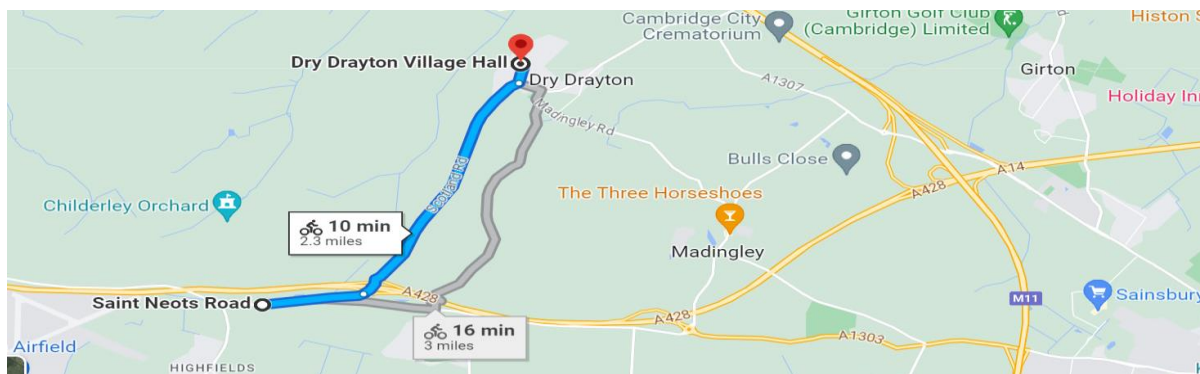 Cambridge City
Crematorium
Girton Golf Club
(Cambridge) Limited
Histon
Dry Drayton Village Hall
Dry Drayton
A1307
Girton
Holiday Inn
Madingley Rd
Bulls Close
A14
A428
Scotland Rd
The Three Horseshoes
Childerley Orchard
10 min
2.3 miles
Madingley
Saint Neots Road
A428
M11
Sainsbury
16 min
3 miles
A428
A1303
Airfield
HIGHFIELDS